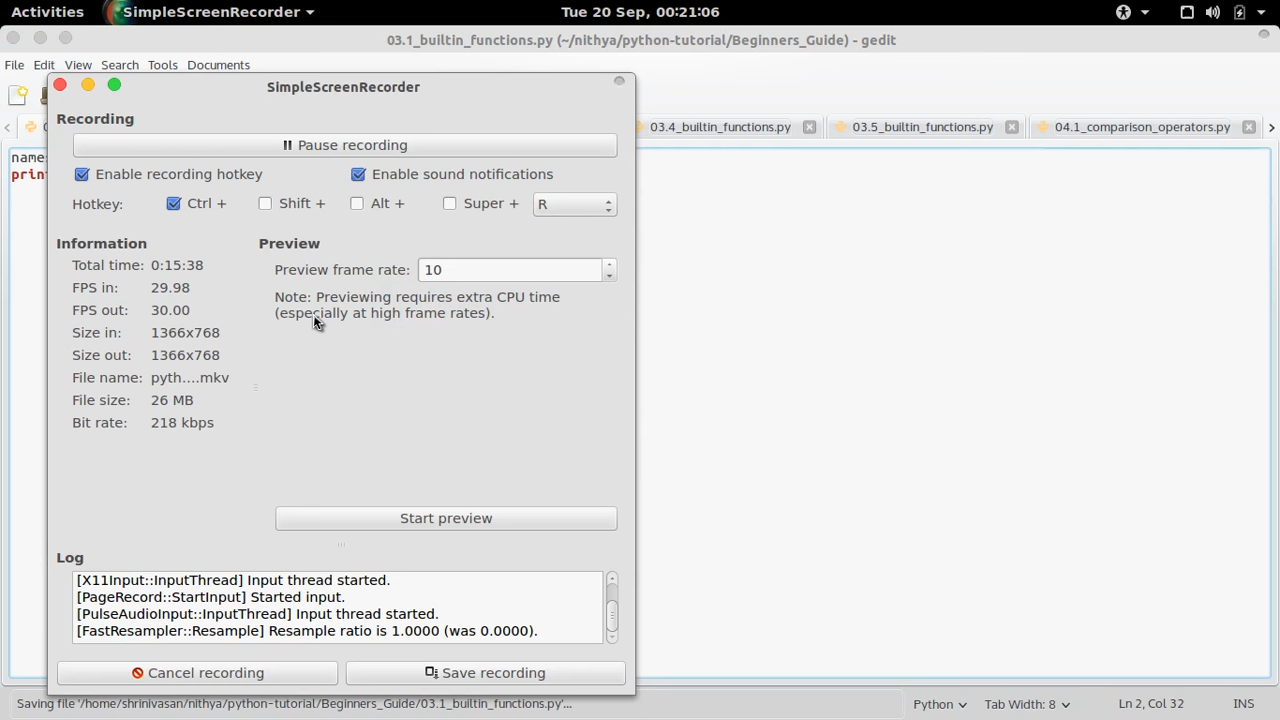 Activities SimpleScreenRecorder Tue 20 Sep, 00:21:06
03.1_builtin_functions.py (~/nithya/python-tutorial/Beginners_Guide) - gedit
File Edit View Search Tools Documents
SimpleScreenRecorder
03.4_builtin_functions.py 03.5_builtin_functions.py 04.1_comparison_operators.py
Recording
Pause recording
Enable recording hotkey Enable sound notifications
Hotkey: Ctrl + Shift + Alt + Super + R
Information Preview
Total time: 0:15:38
Preview frame rate: 10
FPS in: 29.98
Note: Previewing requires extra CPU time
FPS out: 30.00
(especially at high frame rates).
Size in: 1366x768
Size out: 1366x768
File name: pyth....mkv
File size: 26 MB
Bit rate: 218 kbps
Start preview
Log
[X11Input::InputThread] Input thread started.
[PageRecord::StartInput] Started input.
[PulseAudioInput::InputThread] Input thread started.
[FastResampler::Resample] Resample ratio is 1.0000 (was 0.0000).
Cancel recording Save recording
Saving file '/home/shrinivasan/nithya/python-tutorial/Beginners_Guide/03.1_builtin_functions.py'... Python Tab Width: 8 Ln 2, Col 32 INS